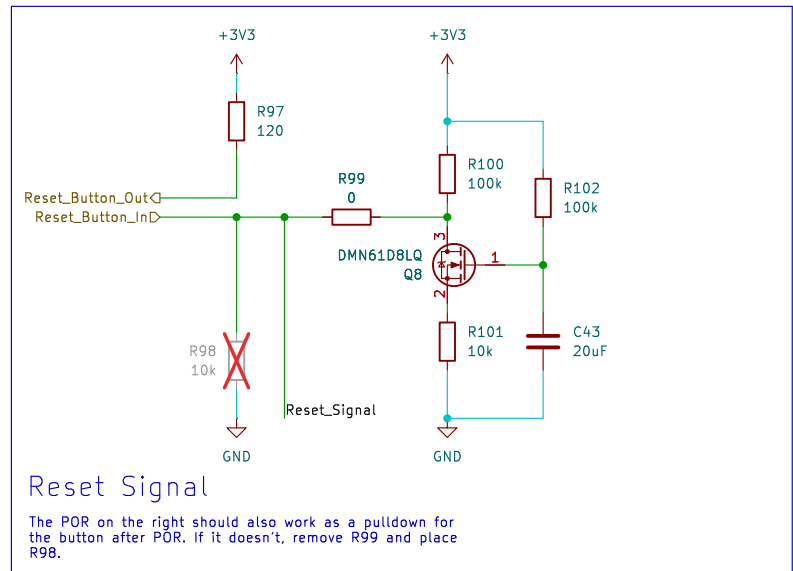 +3V3
+3V3
R97
120
R99
0
R100
100k
R102
100k
Reset_Button_Out
Reset_Button_In
3
DMN61D8LQ
Q8
1
2
R98
10k
R101
10k
C43
20uF
Reset_Signal
GND
GND
Reset Signal
The POR on the right should also work as a pulldown for
the button after POR. If it doesn't, remove R99 and place
R98.